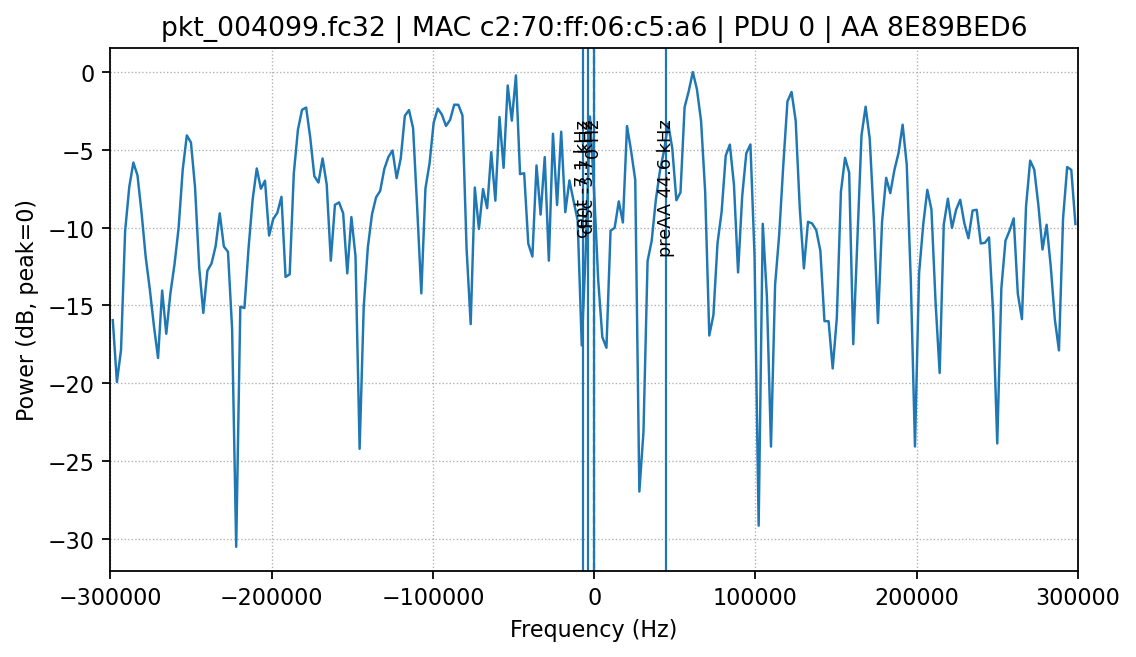 pkt_004099.fc32 | MAC c2:70:ff:06:c5:a6 | PDU 0 | AA 8E89BED6
Power (dB, peak=0)
0
−5
−10
−15
−20
−25
−30
preAA 44.6 kHz
−300000 −200000 −100000 0 100000 200000 300000
Frequency (Hz)